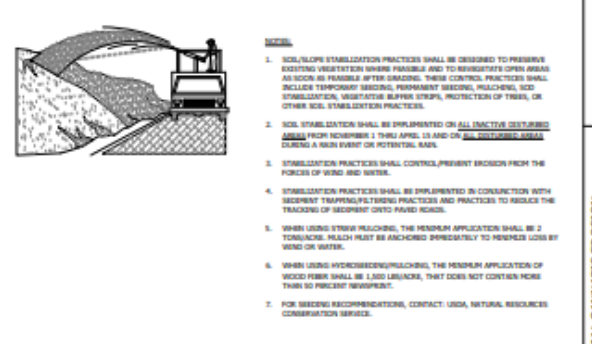 NOTES:
1. SOIL/SLOPE STABILIZATION PRACTICES SHALL BE DESIGNED TO PRESERVE
EXISTING VEGETATION WHERE FEASIBLE AND TO REVEGETATE OPEN AREAS
AS SOON AS FEASIBLE AFTER GRADING. THESE CONTROL PRACTICES SHALL
INCLUDE TEMPORARY SEEDING, PERMANENT SEEDING, MULCHING, SOD
STABILIZATION, VEGETATIVE BUFFER STRIPS, PROTECTION OF TREES, OR
OTHER SOIL STABILIZATION PRACTICES.
2. SOIL STABILIZATION SHALL BE IMPLEMENTED ON ALL INACTIVE DISTURBED
AREAS FROM NOVEMBER 1 THRU APRIL 15 AND ON ALL DISTURBED AREAS
DURING A RAIN EVENT OR POTENTIAL RAIN.
3. STABILIZATION PRACTICES SHALL CONTROL/PREVENT EROSION FROM THE
FORCES OF WIND AND WATER.
4. STABILIZATION PRACTICES SHALL BE IMPLEMENTED IN CONJUNCTION WITH
SEDIMENT TRAPPING/FILTERING PRACTICES AND PRACTICES TO REDUCE THE
TRACKING OF SEDIMENT ONTO PAVED ROADS.
5. WHEN USING STRAW MULCHING, THE MINIMUM APPLICATION SHALL BE 2
TONS/ACRE. MULCH MUST BE ANCHORED IMMEDIATELY TO MINIMIZE LOSS BY
WIND OR WATER.
6. WHEN USING HYDROSEEDING/MULCHING, THE MINIMUM APPLICATION OF
WOOD FIBER SHALL BE 1,500 LBS/ACRE, THAT DOES NOT CONTAIN MORE
THAN 50 PERCENT NEWSPRINT.
7. FOR SEEDING RECOMMENDATIONS, CONTACT: USDA, NATURAL RESOURCES
CONSERVATION SERVICE.